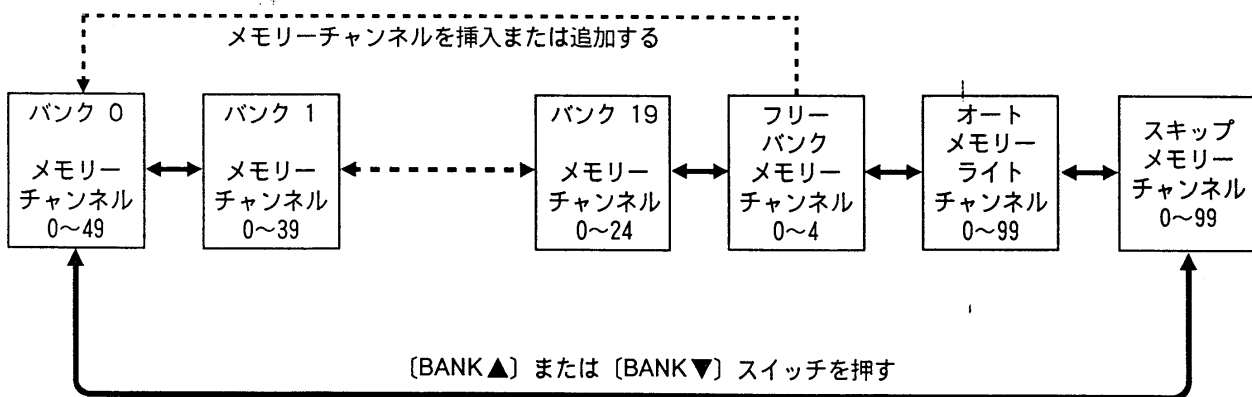 メモリーチャンネルを挿入または追加する
バンク 0
メモリー
チャンネル
0〜49
バンク 1
メモリー
チャンネル
0〜39
バンク 19
メモリー
チャンネル
0〜24
フリー
バンク
メモリー
チャンネル
0〜4
オート
メモリー
ライト
チャンネル
0〜99
スキップ
メモリー
チャンネル
0〜99
〔BANK▲〕または〔BANK▼〕スイッチを押す